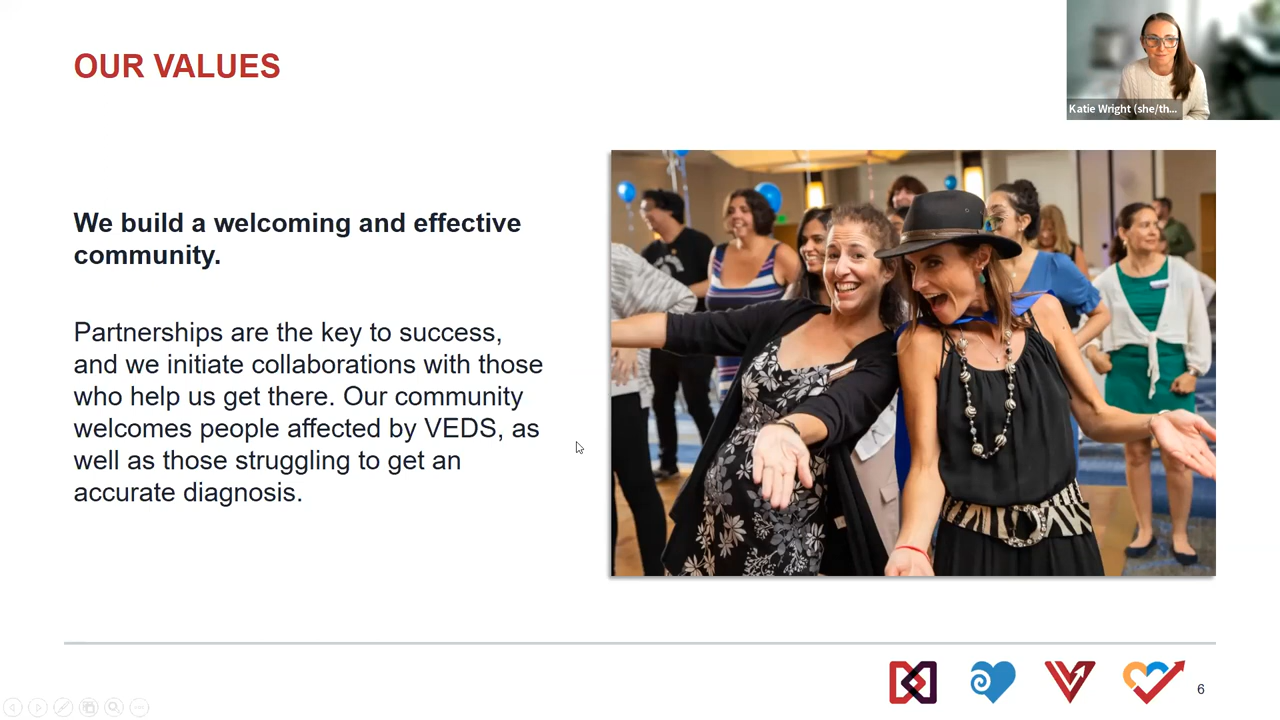 OUR VALUES
Katie Wright (she/th...
We build a welcoming and effective
community.
Partnerships are the key to success,
and we initiate collaborations with those
who help us get there. Our community
welcomes people affected by VEDS, as
well as those struggling to get an
accurate diagnosis.
6